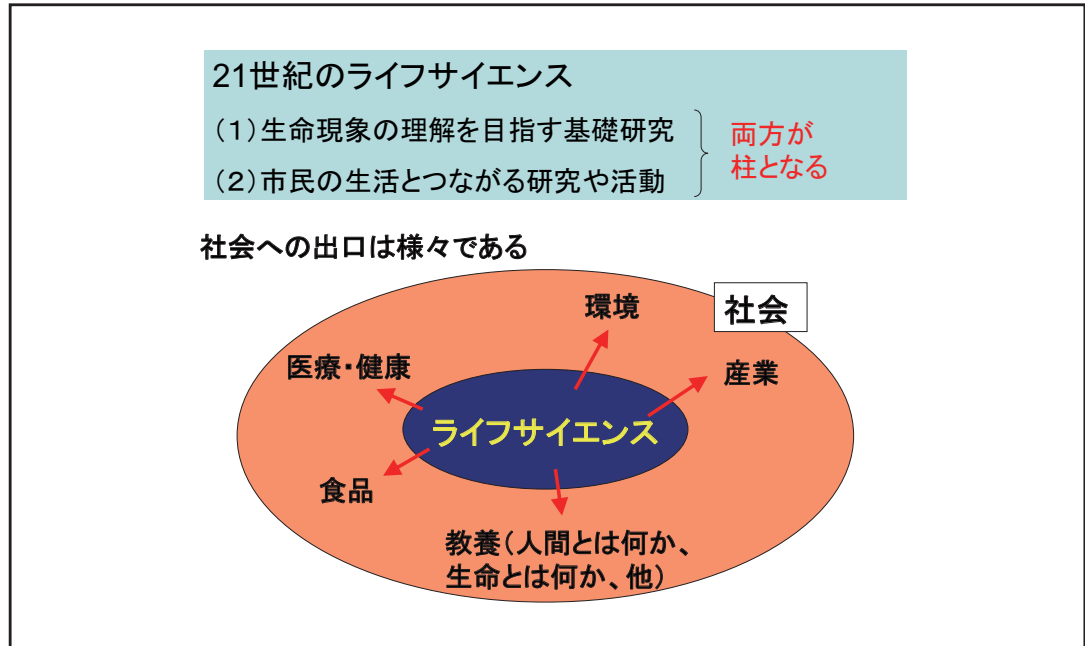 21世紀のライフサイエンス
（１）生命現象の理解を目指す基礎研究
（２）市民の生活とつながる研究や活動
両方が
柱となる
社会への出口は様々である
環境
社会
医療・健康
産業
ライフサイエンス
食品
教養（人間とは何か、
生命とは何か、他）